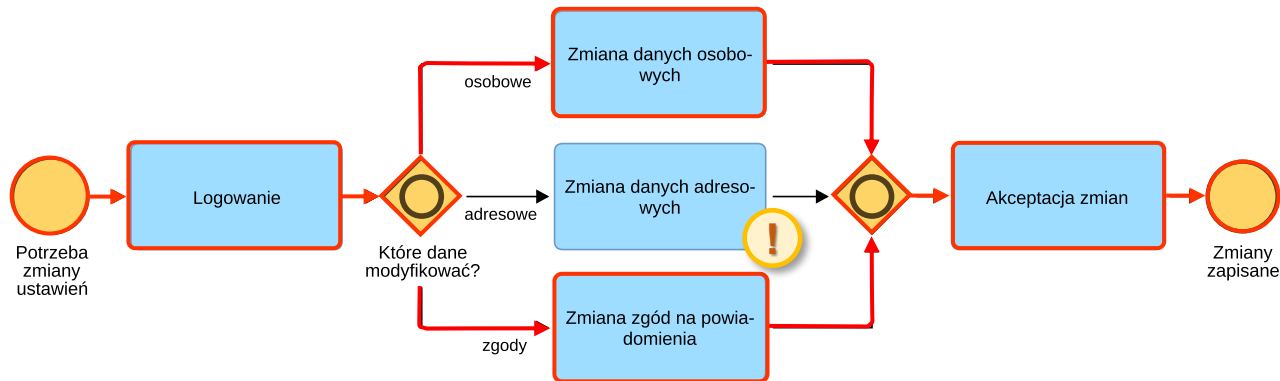 Potrzeba
zmiany
ustawień
Logowanie
Które dane
modyfikować?
osobowe
adresowe
zgody
Zmiana danych osobo-
wych
Zmiana danych adreso-
wych
!
Zmiana zgód na powia-
domienia
Akceptacja zmian
Zmiany
zapisane